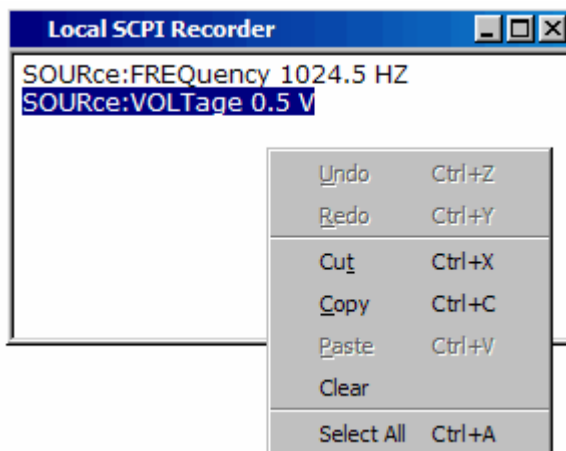 Local SCPI Recorder
SOURce:FREQuency 1024.5 HZ
SOURce:VOLTage 0.5 V
Undo Ctrl+Z
Redo Ctrl+Y
Cut Ctrl+X
Copy Ctrl+C
Paste Ctrl+V
Clear
Select All Ctrl+A